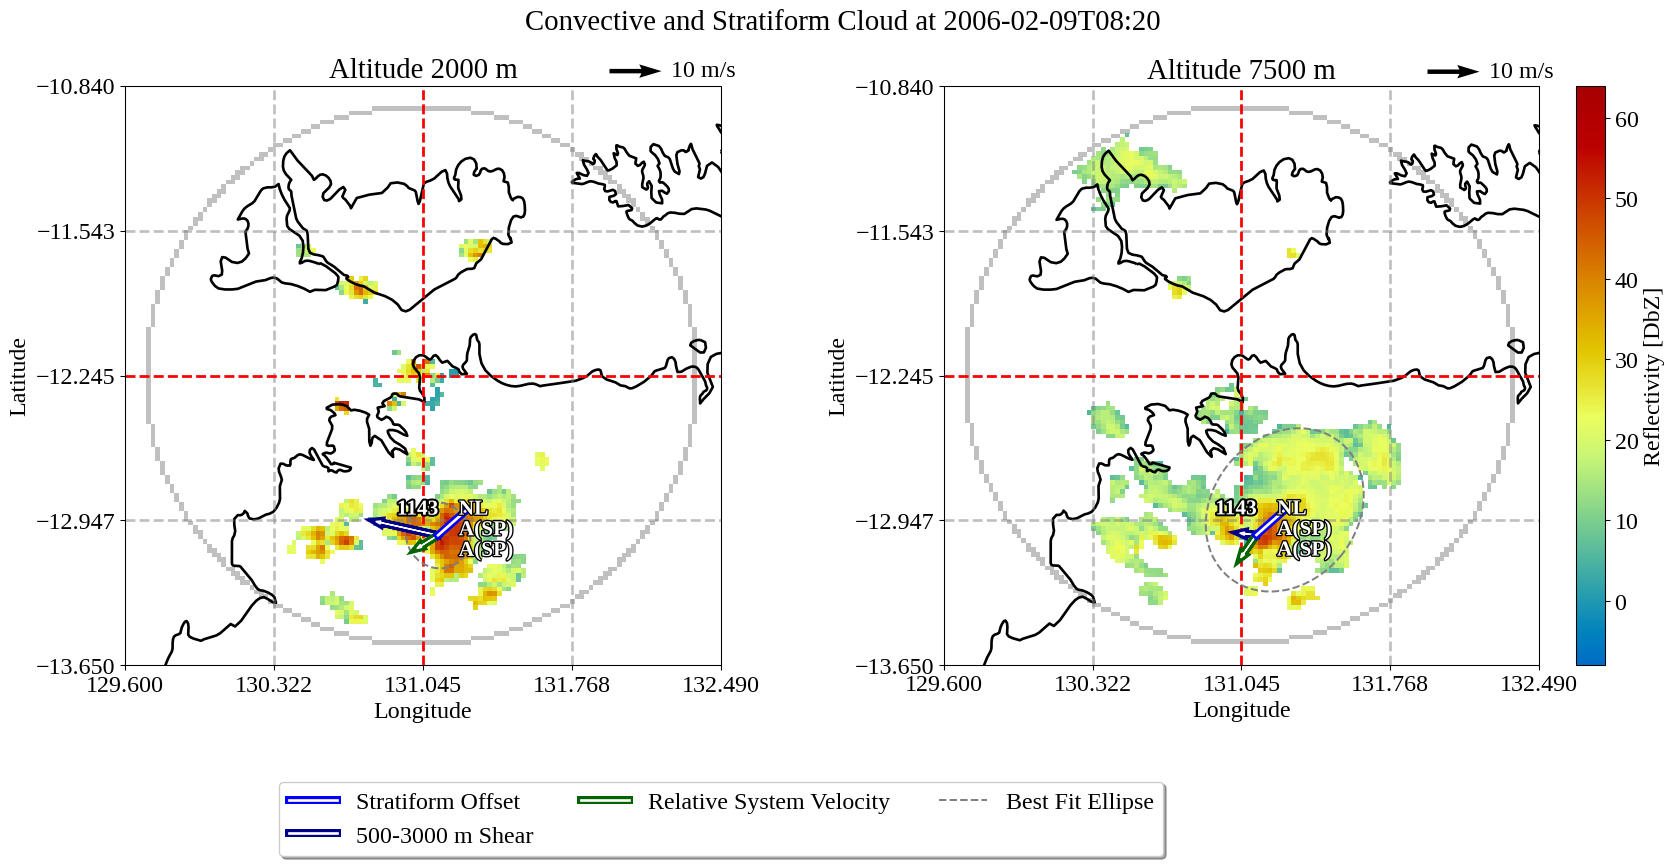 Convective and Stratiform Cloud at 2006-02-09T08:20
Altitude 2000 m
10 m/s
−10.840
−11.543
−12.245
−12.947
−13.650
Latitude
1143
NL
A(SP)
A(SP)
129.600
130.322
131.045
131.768
132.490
Longitude
Altitude 7500 m
10 m/s
−10.840
−11.543
−12.245
−12.947
−13.650
Latitude
1143
NL
A(SP)
A(SP)
129.600
130.322
131.045
131.768
132.490
Longitude
60
50
40
30
20
10
0
Reflectivity [DbZ]
Stratiform Offset
500-3000 m Shear
Relative System Velocity
Best Fit Ellipse